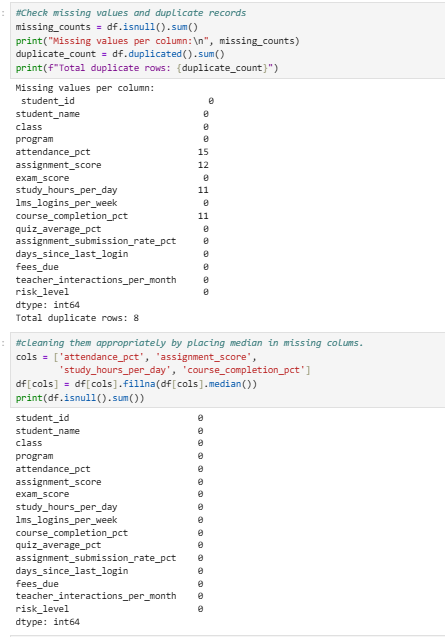 #Check missing values and duplicate records
missing_counts = df.isnull().sum()
print("Missing values per column:\n", missing_counts)
duplicate_count = df.duplicated().sum()
print(f"Total duplicate rows: {duplicate_count}")
Missing values per column:
student_id 0
student_name 0
class 0
program 0
attendance_pct 15
assignment_score 12
exam_score 0
study_hours_per_day 11
lms_logins_per_week 0
course_completion_pct 11
quiz_average_pct 0
assignment_submission_rate_pct 0
days_since_last_login 0
fees_due 0
teacher_interactions_per_month 0
risk_level 0
dtype: int64
Total duplicate rows: 8
#cleaning them appropriately by placing median in missing colums.
cols = ['attendance_pct', 'assignment_score',
'study_hours_per_day', 'course_completion_pct']
df[cols] = df[cols].fillna(df[cols].median())
print(df.isnull().sum())
student_id 0
student_name 0
class 0
program 0
attendance_pct 0
assignment_score 0
exam_score 0
study_hours_per_day 0
lms_logins_per_week 0
course_completion_pct 0
quiz_average_pct 0
assignment_submission_rate_pct 0
days_since_last_login 0
fees_due 0
teacher_interactions_per_month 0
risk_level 0
dtype: int64